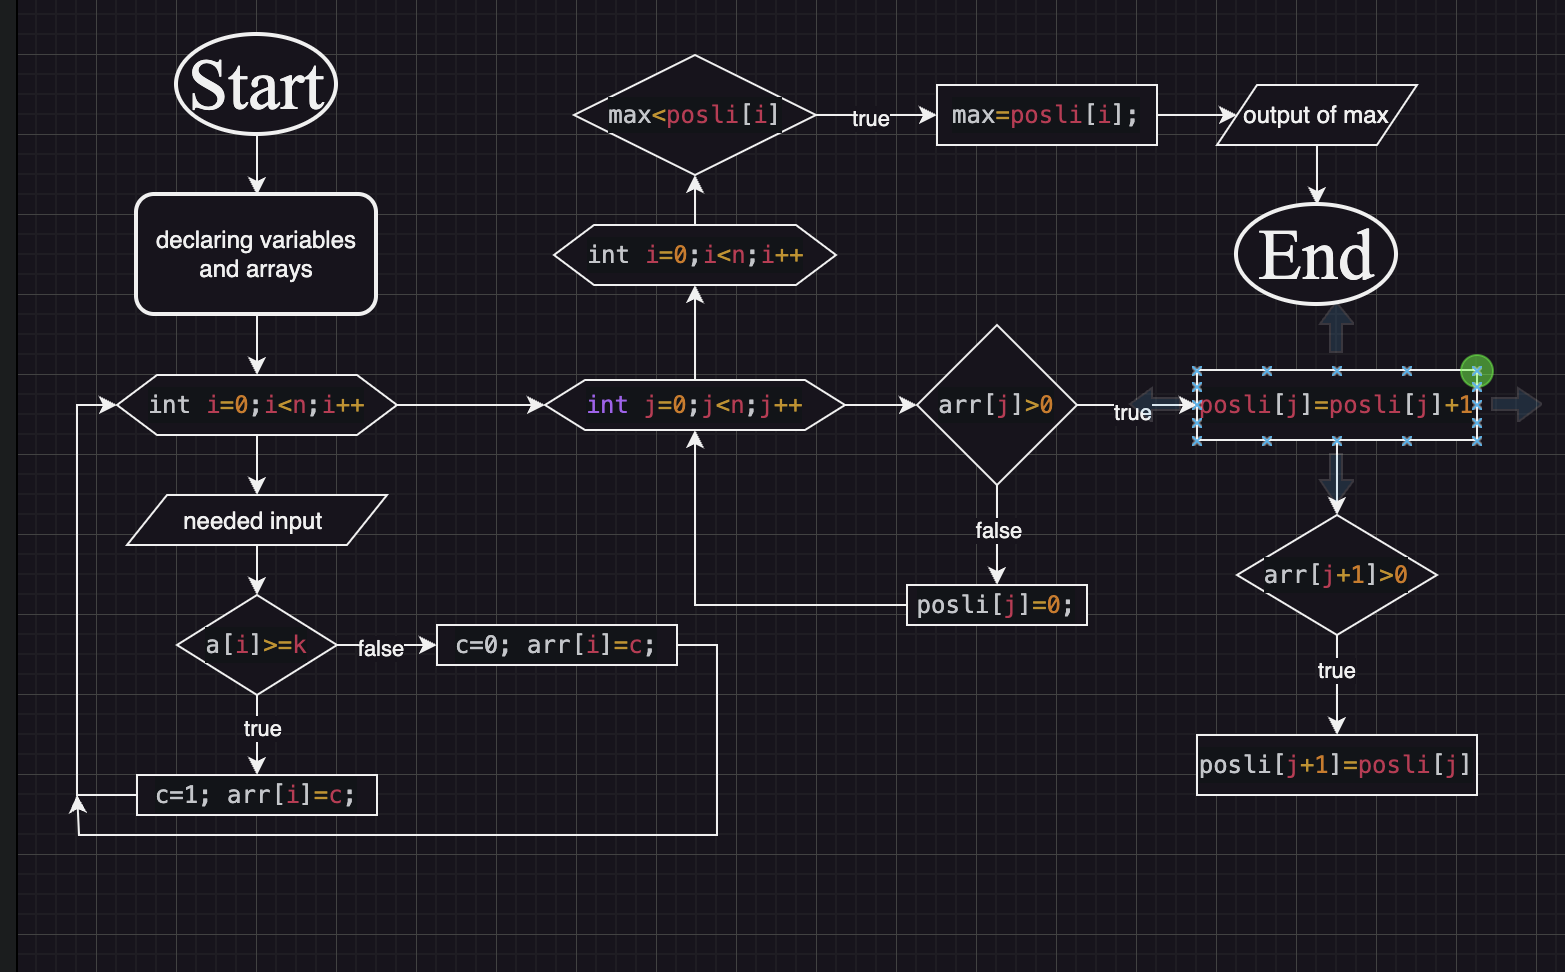 Start
declaring variables
and arrays
int i=0;i<n;i++
needed input
a[i]>=k
false
c=0; arr[i]=c;
true
c=1; arr[i]=c;
int j=0;j<n;j++
int i=0;i<n;i++
max<posli[i]
true
max=posli[i];
output of max
End
arr[j]>0
true
posli[j]=posli[j]+1
false
posli[j]=0;
arr[j+1]>0
true
posli[j+1]=posli[j]